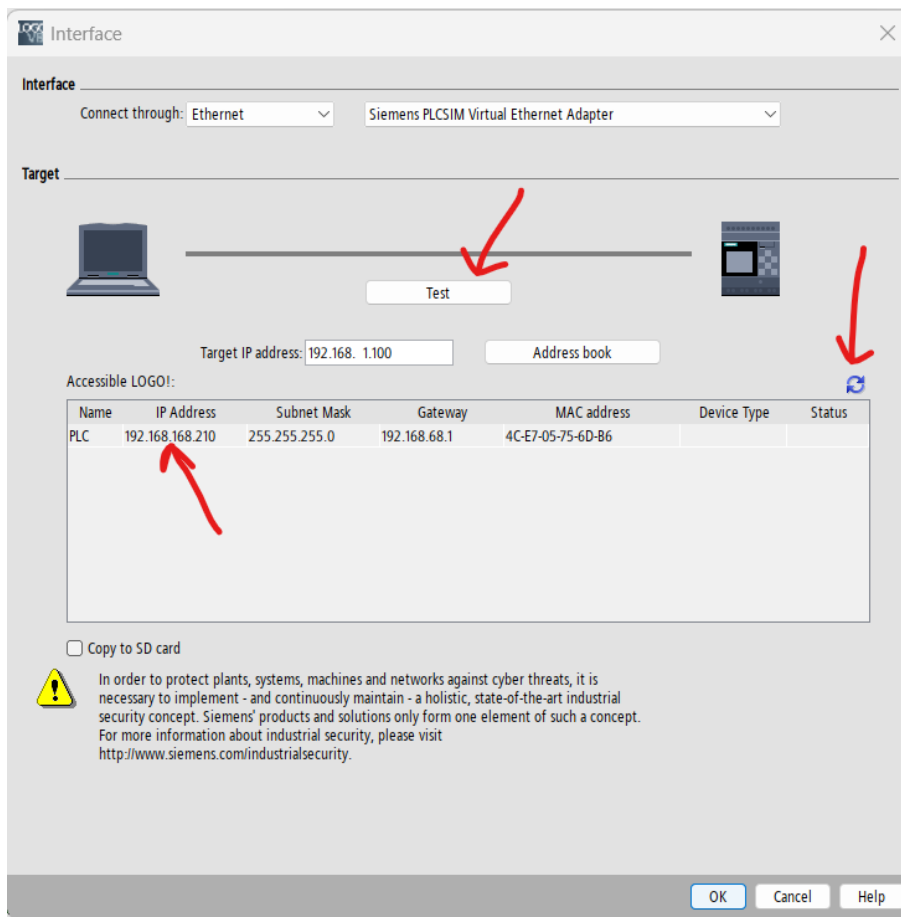 Interface
Interface
Connect through: Ethernet Siemens PLCSIM Virtual Ethernet Adapter
Target
Test
Target IP address: 192.168. 1.100 Address book
Accessible LOGO!:
Name IP Address Subnet Mask Gateway MAC address Device Type Status
PLC 192.168.168.210 255.255.255.0 192.168.68.1 4C-E7-05-75-6D-B6
Copy to SD card
In order to protect plants, systems, machines and networks against cyber threats, it is
necessary to implement - and continuously maintain - a holistic, state-of-the-art industrial
security concept. Siemens' products and solutions only form one element of such a concept.
For more information about industrial security, please visit
http://www.siemens.com/industrialsecurity.
OK Cancel Help